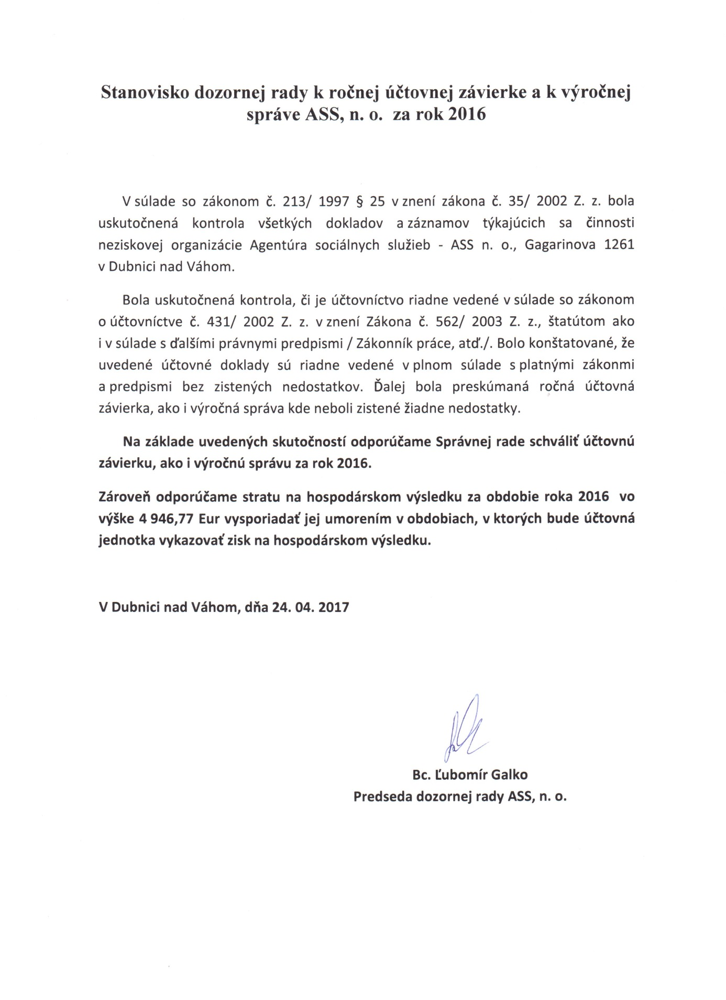 Stanovisko dozornej rady k ročnej účtovnej závierke a k výročnej
správe ASS, n. o. za rok 2016
V súlade so zákonom č. 213/ 1997 § 25 v znení zákona č. 35/ 2002 Z. z. bola
uskutočnená kontrola všetkých dokladov a záznamov týkajúcich sa činnosti
neziskovej organizácie Agentúra sociálnych služieb - ASS n. o., Gagarinova 1261
v Dubnici nad Váhom.
Bola uskutočnená kontrola, či je účtovníctvo riadne vedené v súlade so zákonom
o účtovníctve č. 431/ 2002 Z. z. v znení Zákona č. 562/ 2003 Z. z., štatútom ako
i v súlade s ďalšími právnymi predpismi / Zákonník práce, atď./. Bolo konštatované, že
uvedené účtovné doklady sú riadne vedené v plnom súlade s platnými zákonmi
a predpismi bez zistených nedostatkov. Ďalej bola preskúmaná ročná účtovná
závierka, ako i výročná správa kde neboli zistené žiadne nedostatky.
Na základe uvedených skutočností odporúčame Správnej rade schváliť účtovnú
závierku, ako i výročnú správu za rok 2016.
Zároveň odporúčame stratu na hospodárskom výsledku za obdobie roka 2016 vo
výške 4 946,77 Eur vysporiadať jej umorením v obdobiach, v ktorých bude účtovná
jednotka vykazovať zisk na hospodárskom výsledku.
V Dubnici nad Váhom, dňa 24. 04. 2017
Bc. Ľubomír Galko
Predseda dozornej rady ASS, n. o.